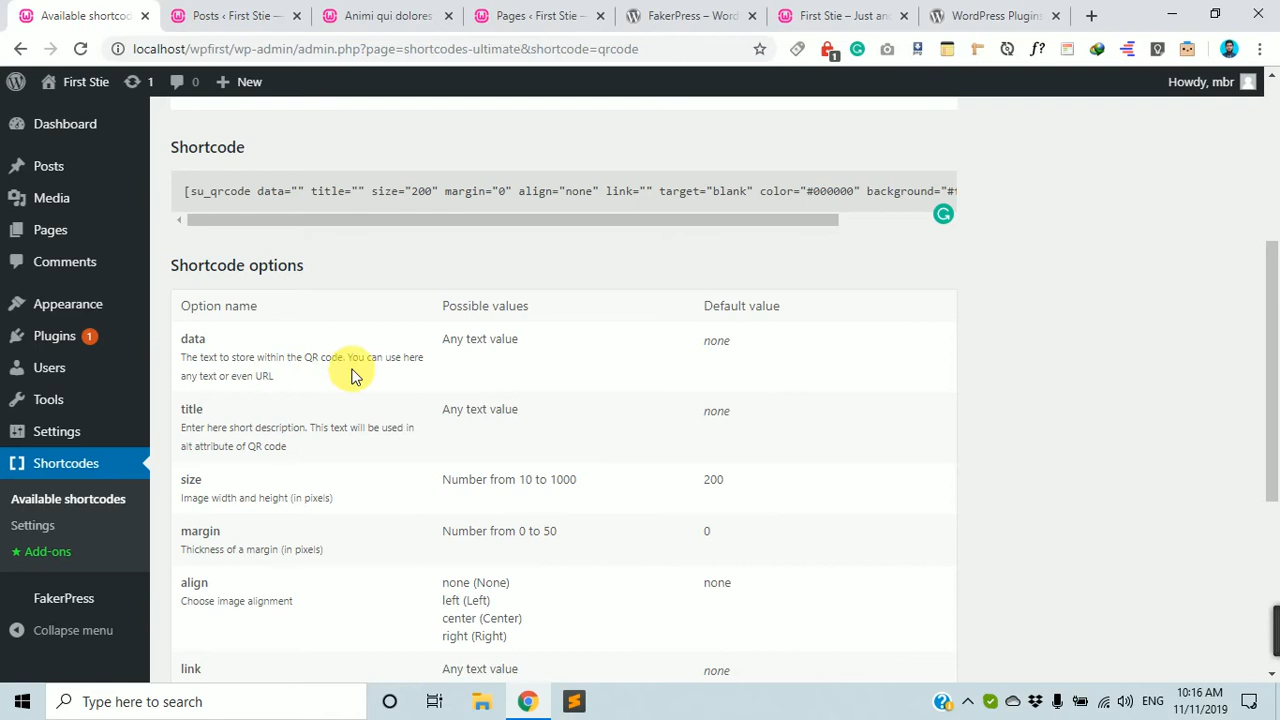 Available shortco
Posts ‹ First Stie —
Animi qui dolores
Pages ‹ First Stie —
FakerPress – Wor
First Stie – Just an
WordPress Plugins
localhost/wpfirst/wp-admin/admin.php?page=shortcodes-ultimate&shortcode=qrcode
1
f?
First Stie
1
0
New
Howdy, mbr
Dashboard
Posts
Media
Pages
Comments
Appearance
Plugins 1
Users
Tools
Settings
Shortcodes
Available shortcodes
Settings
★ Add-ons
FakerPress
Collapse menu
Shortcode
[su_qrcode data="" title="" size="200" margin="0" align="none" link="" target="blank" color="#000000" background="#f
Shortcode options
Option name Possible values Default value
data Any text value none
The text to store within the QR code. You can use here
any text or even URL
title Any text value none
Enter here short description. This text will be used in
alt attribute of QR code
size Number from 10 to 1000 200
Image width and height (in pixels)
margin Number from 0 to 50 0
Thickness of a margin (in pixels)
align none (None) none
Choose image alignment left (Left)
center (Center)
right (Right)
link Any text value none
Type here to search
ENG
10:16 AM
11/11/2019